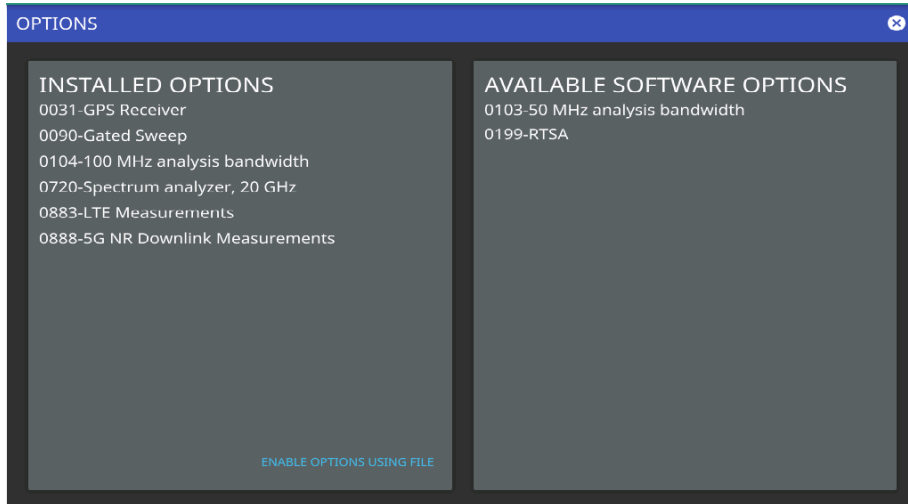 OPTIONS
INSTALLED OPTIONS
0031-GPS Receiver
0090-Gated Sweep
0104-100 MHz analysis bandwidth
0720-Spectrum analyzer, 20 GHz
0883-LTE Measurements
0888-5G NR Downlink Measurements
ENABLE OPTIONS USING FILE
AVAILABLE SOFTWARE OPTIONS
0103-50 MHz analysis bandwidth
0199-RTSA